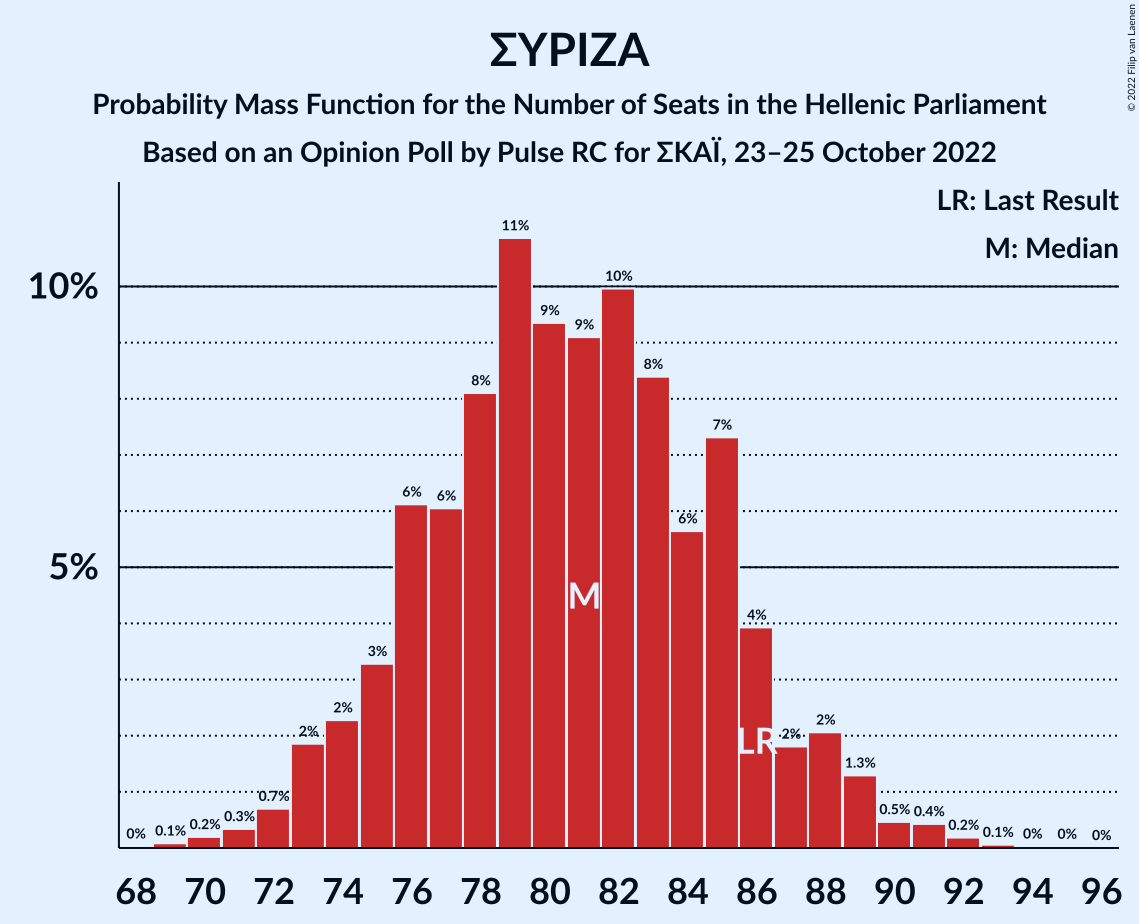 © 2022 Filip van Laenen
ΣΥΡΙΖΑ
Probability Mass Function for the Number of Seats in the Hellenic Parliament
Based on an Opinion Poll by Pulse RC for ΣΚΑΪ, 23–25 October 2022
LR: Last Result
M: Median
10%
5%
0% 0.1% 0.2% 0.3% 0.7% 2% 2% 3% 6% 6% 8% 11% 9% 9% 10% 8% 6% 7% 4% 2% 2% 1.3% 0.5% 0.4% 0.2% 0.1% 0% 0% 0%
M
LR
68 70 72 74 76 78 80 82 84 86 88 90 92 94 96